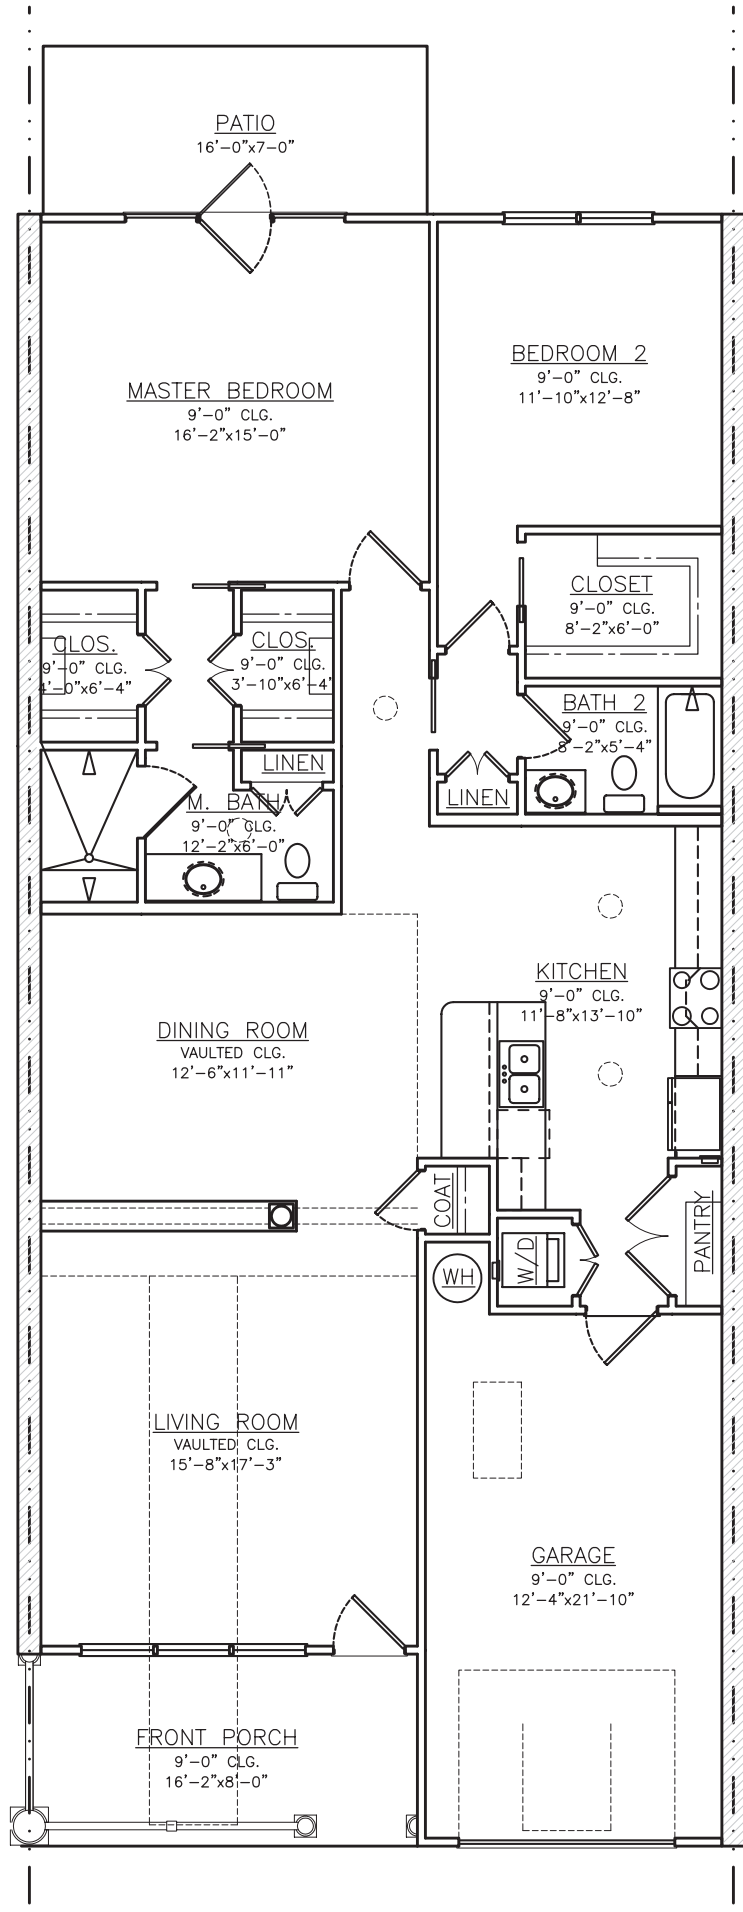 PATIO
16'-0"x7-0"
BEDROOM 2
9'-0" CLG.
11'-10"x12'-8"
MASTER BEDROOM
9'-0" CLG.
16'-2"x15'-0"
CLOSET
9'-0" CLG.
8'-2"x6'-0"
CLOS.
9'-0" CLG.
4'-0"x6'-4"
CLOS.
9'-0" CLG.
3'-10"x6'-4"
BATH 2
9'-0" CLG.
8'-2"x5'-4"
LINEN
LINEN
M. BATH
9'-0" CLG.
12'-2"x6'-0"
KITCHEN
9'-0" CLG.
11'-8"x13'-10"
DINING ROOM
VAULTED CLG.
12'-6"x11'-11"
COAT
PANTRY
W/D
WH
LIVING ROOM
VAULTED CLG.
15'-8"x17'-3"
GARAGE
9'-0" CLG.
12'-4"x21'-10"
FRONT PORCH
9'-0" CLG.
16'-2"x8'-0"